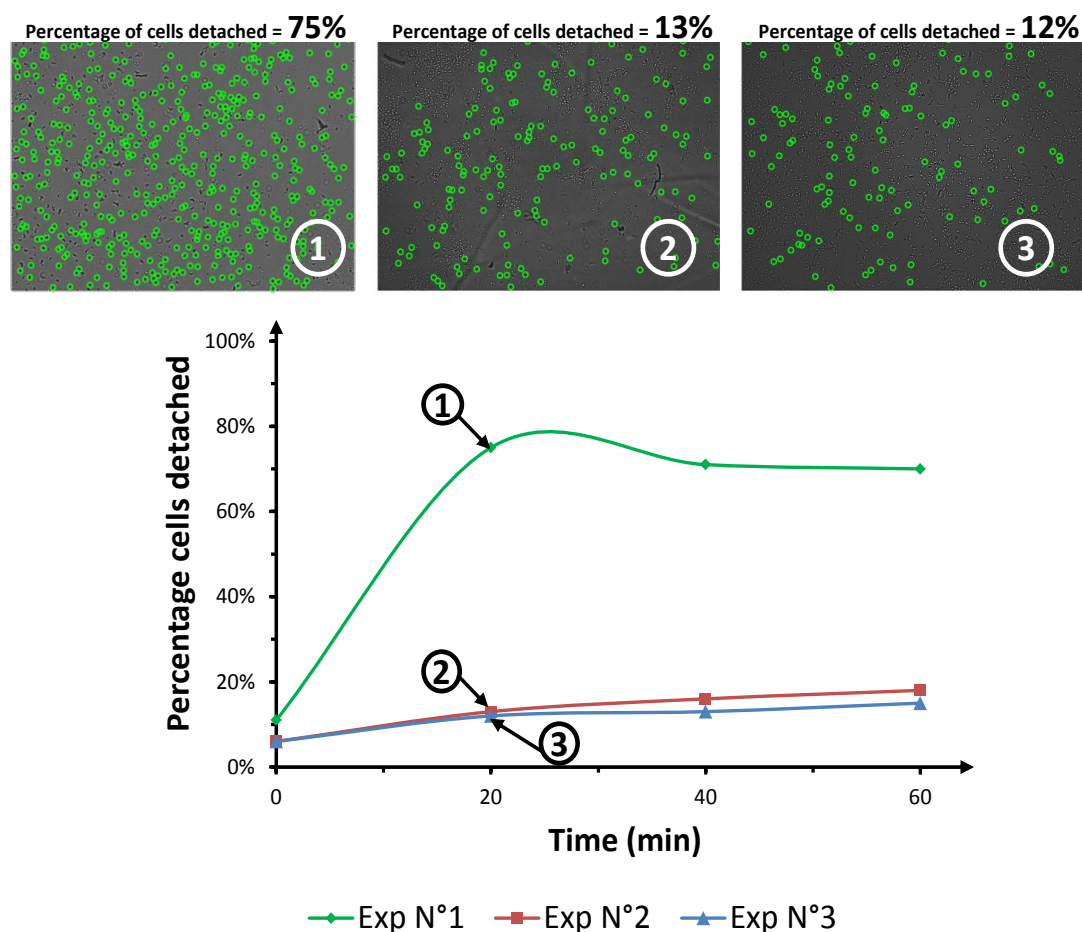 Percentage of cells detached = 75%
Percentage of cells detached = 13%
Percentage of cells detached = 12%
1
2
3
100%
80%
60%
40%
20%
0%
Percentage cells detached
1
2
3
0 20 40 60
Time (min)
Exp N°1 Exp N°2 Exp N°3